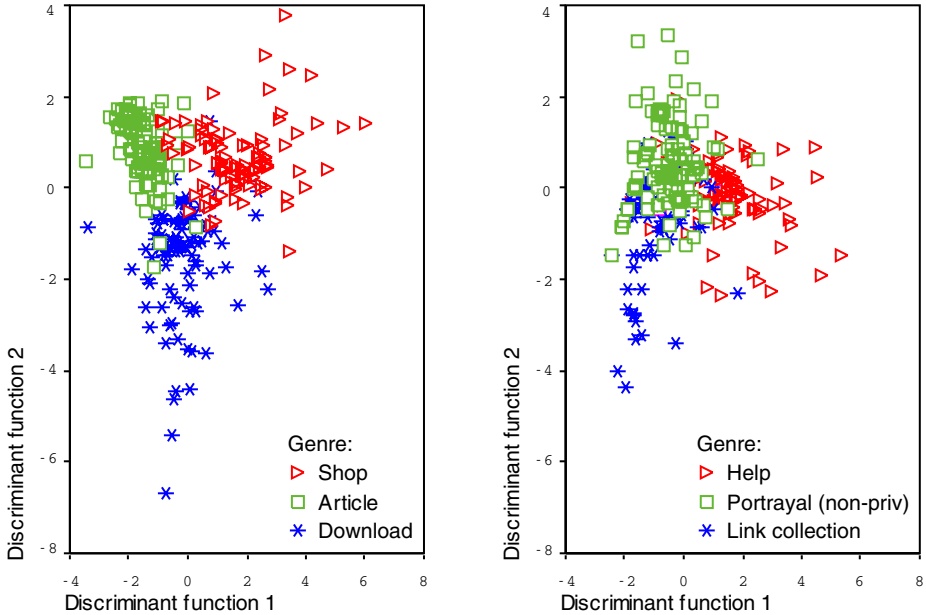 4
2
0
-2
-4
-6
-8
Discriminant function 2
Genre:
Shop
Article
Download
-4 -2 0 2 4 6 8
Discriminant function 1
4
2
0
-2
-4
-6
-8
Discriminant function 2
Genre:
Help
Portrayal (non-priv)
Link collection
-4 -2 0 2 4 6 8
Discriminant function 1